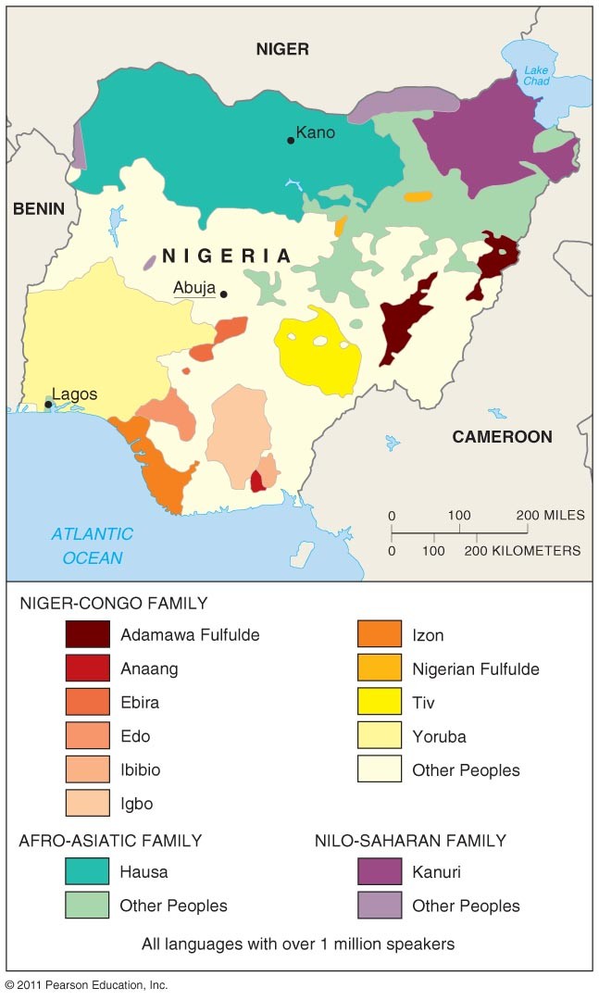 NIGER
Lake
Chad
Kano
BENIN
NIGERIA
Abuja
Lagos
CAMEROON
ATLANTIC
OCEAN
0 100 200 MILES
0 100 200 KILOMETERS
NIGER-CONGO FAMILY
Adamawa Fulfulde
Anaang
Ebira
Edo
Ibibio
Igbo
Izon
Nigerian Fulfulde
Tiv
Yoruba
Other Peoples
AFRO-ASIATIC FAMILY
Hausa
Other Peoples
NILO-SAHARAN FAMILY
Kanuri
Other Peoples
All languages with over 1 million speakers
© 2011 Pearson Education, Inc.